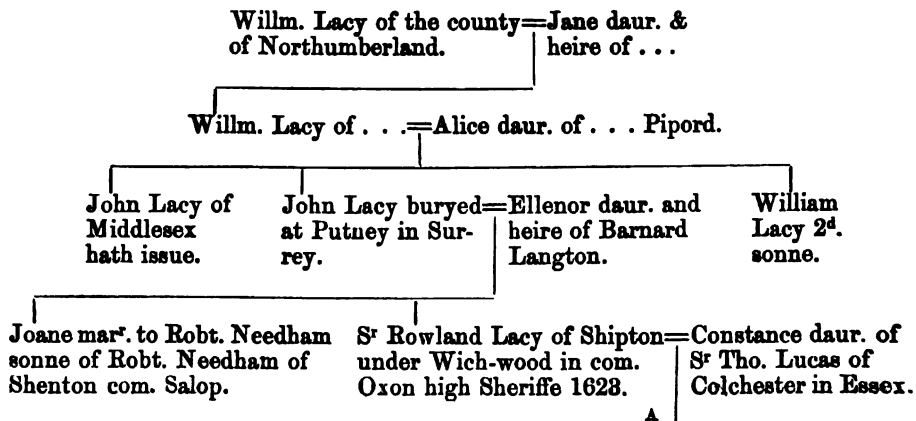 Willm. Lacy of the county=Jane daur. &
of Northumberland. heire of . . .
Willm. Lacy of . . .=Alice daur. of . . . Pipord.
John Lacy of
Middlesex
hath issue.
John Lacy buryed=Ellenor daur. and
at Putney in Sur- heire of Barnard
rey. Langton.
William
Lacy 2d.
sonne.
Joane marr. to Robt. Needham
sonne of Robt. Needham of
Shenton com. Salop.
Sr Rowland Lacy of Shipton=Constance daur. of
under Wich-wood in com. Sr Tho. Lucas of
Oxon high Sheriffe 1623. Colchester in Essex.
A